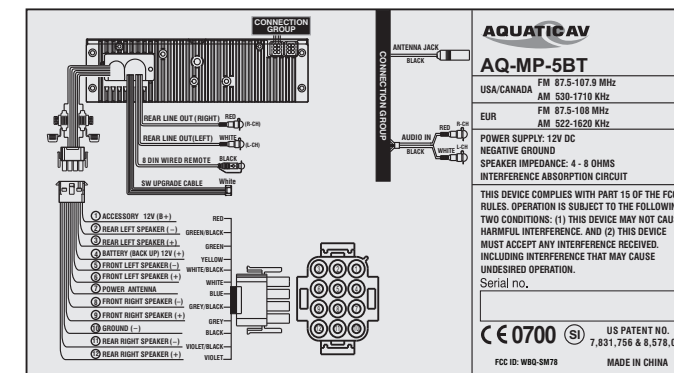 CONNECTION
GROUP
REAR LINE OUT (RIGHT) RED
(R-CH)
REAR LINE OUT(LEFT) WHITE
(L-CH)
8 DIN WIRED REMOTE BLACK
SW UPGRADE CABLE White
① ACCESSORY 12V (B+) RED
② REAR LEFT SPEAKER (−) GREEN/BLACK
③ REAR LEFT SPEAKER (+) GREEN
④ BATTERY (BACK UP) 12V (+) YELLOW
⑤ FRONT LEFT SPEAKER (−) WHITE/BLACK
⑥ FRONT LEFT SPEAKER (+) WHITE
⑦ POWER ANTENNA BLUE
⑧ FRONT RIGHT SPEAKER (−) GREY/BLACK
⑨ FRONT RIGHT SPEAKER (+) GREY
⑩ GROUND (−) BLACK
⑪ REAR RIGHT SPEAKER (−) VIOLET/BLACK
⑫ REAR RIGHT SPEAKER (+) VIOLET
CONNECTION GROUP
ANTENNA JACK
BLACK
AUDIO IN
BLACK
RED R-CH
WHITE L-CH
AQUATICAV
AQ-MP-5BT
USA/CANADA FM 87.5-107.9 MHz
AM 530-1710 KHz
EUR FM 87.5-108 MHz
AM 522-1620 KHz
POWER SUPPLY: 12V DC
NEGATIVE GROUND
SPEAKER IMPEDANCE: 4 - 8 OHMS
INTERFERENCE ABSORPTION CIRCUIT
THIS DEVICE COMPLIES WITH PART 15 OF THE FCC
RULES. OPERATION IS SUBJECT TO THE FOLLOWIN
TWO CONDITIONS: (1) THIS DEVICE MAY NOT CAU
HARMFUL INTERFERENCE. AND (2) THIS DEVICE
MUST ACCEPT ANY INTERFERENCE RECEIVED.
INCLUDING INTERFERENCE THAT MAY CAUSE
UNDESIRED OPERATION.
Serial no.
CE 0700 SI US PATENT NO.
7,831,756 & 8,578,0
FCC ID: WBQ-SM78 MADE IN CHINA